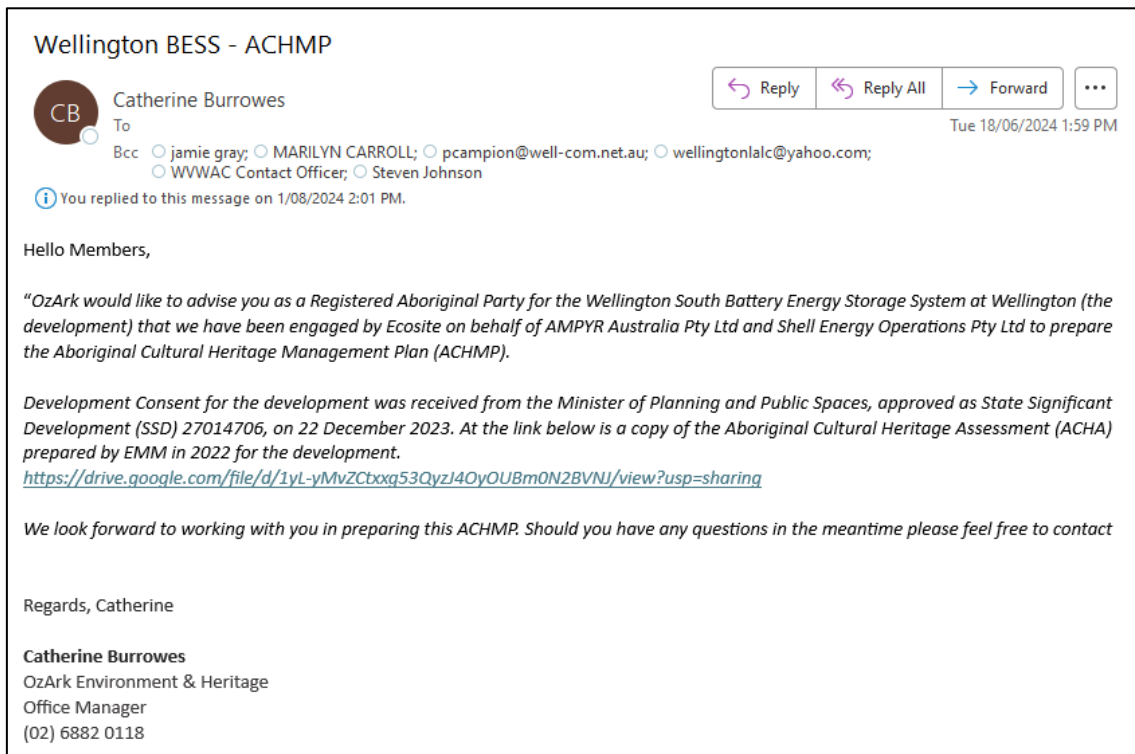 Wellington BESS - ACHMP
CB
Catherine Burrowes
Reply
Reply All
Forward
To
Tue 18/06/2024 1:59 PM
Bcc jamie gray; MARILYN CARROLL; pcampion@well-com.net.au; wellingtonlalc@yahoo.com;
WVWAC Contact Officer; Steven Johnson
You replied to this message on 1/08/2024 2:01 PM.
Hello Members,
“OzArk would like to advise you as a Registered Aboriginal Party for the Wellington South Battery Energy Storage System at Wellington (the
development) that we have been engaged by Ecosite on behalf of AMPYR Australia Pty Ltd and Shell Energy Operations Pty Ltd to prepare
the Aboriginal Cultural Heritage Management Plan (ACHMP).
Development Consent for the development was received from the Minister of Planning and Public Spaces, approved as State Significant
Development (SSD) 27014706, on 22 December 2023. At the link below is a copy of the Aboriginal Cultural Heritage Assessment (ACHA)
prepared by EMM in 2022 for the development.
https://drive.google.com/file/d/1yL-yMvZCtxxq53QyzJ4OyOUBm0N2BVNJ/view?usp=sharing
We look forward to working with you in preparing this ACHMP. Should you have any questions in the meantime please feel free to contact
Regards, Catherine
Catherine Burrowes
OzArk Environment & Heritage
Office Manager
(02) 6882 0118